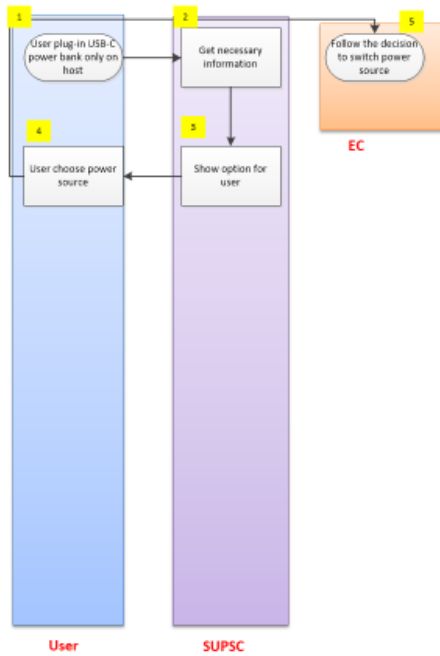 1
2
5
User plug-in USB-C
power bank only on
host
Get necessary
information
Follow the decision
to switch power
source
EC
4
3
User choose power
source
Show option for
user
User
SUPSC